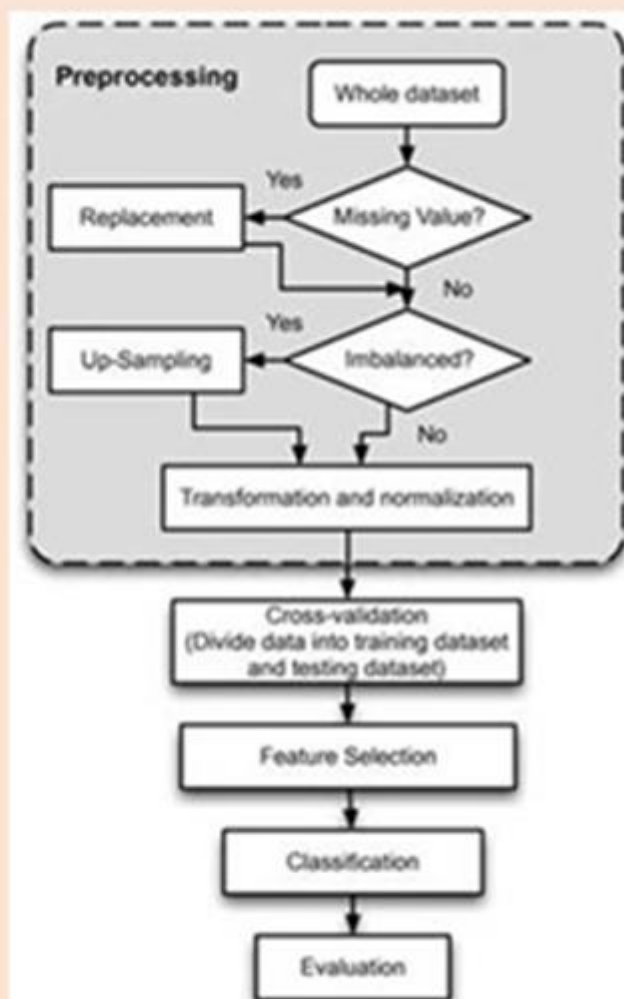 Preprocessing
Whole dataset
Yes
Replacement
Missing Value?
No
Yes
Up-Sampling
Imbalanced?
No
Transformation and normalization
Cross-validation
(Divide data into training dataset
and testing dataset)
Feature Selection
Classification
Evaluation